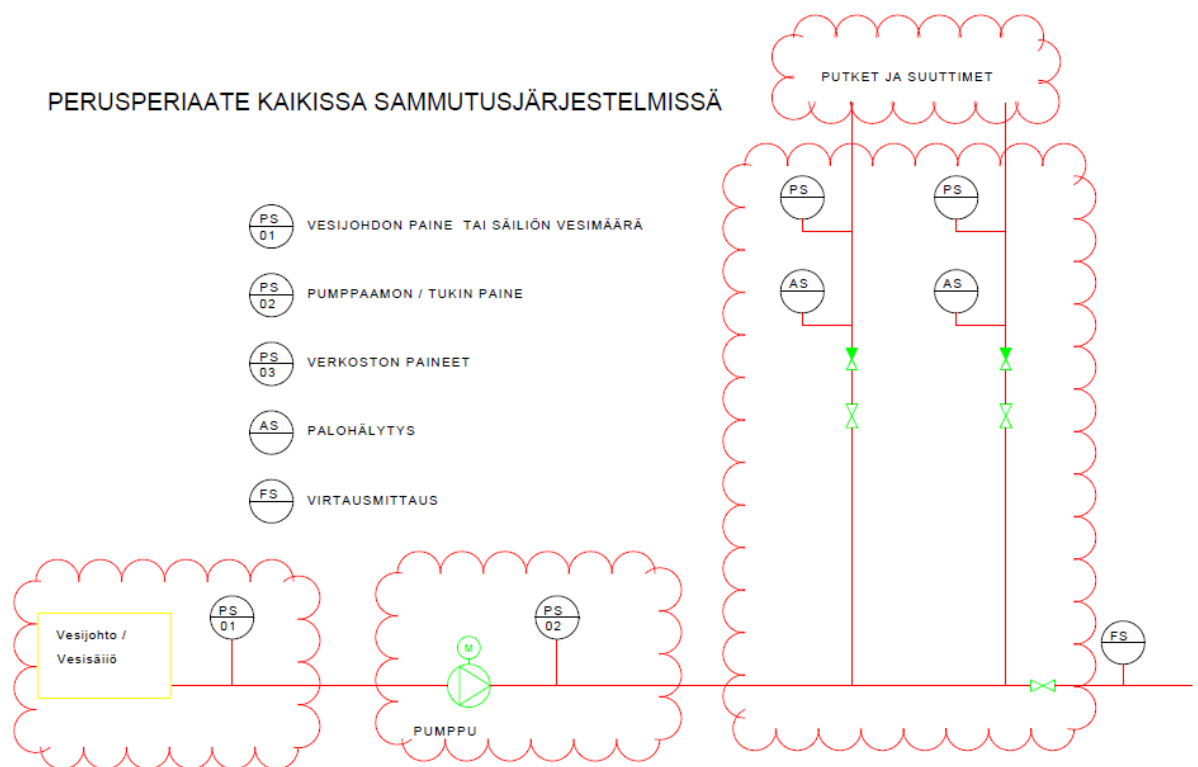 PUTKET JA SUUTTIMET
PERUSPERIAATE KAIKISSA SAMMUTUSJÄRJESTELMISSÄ
PS
PS
PS
01
VESIJOHDON PAINE TAI SÄILIÖN VESIMÄÄRÄ
AS
AS
PS
02
PUMPPAAMON / TUKIN PAINE
PS
03
VERKOSTON PAINEET
AS
PALOHÄLYTYS
FS
VIRTAUSMITTAUS
Vesijohto /
Vesisäiiö
PS
01
M
PS
02
FS
PUMPPU